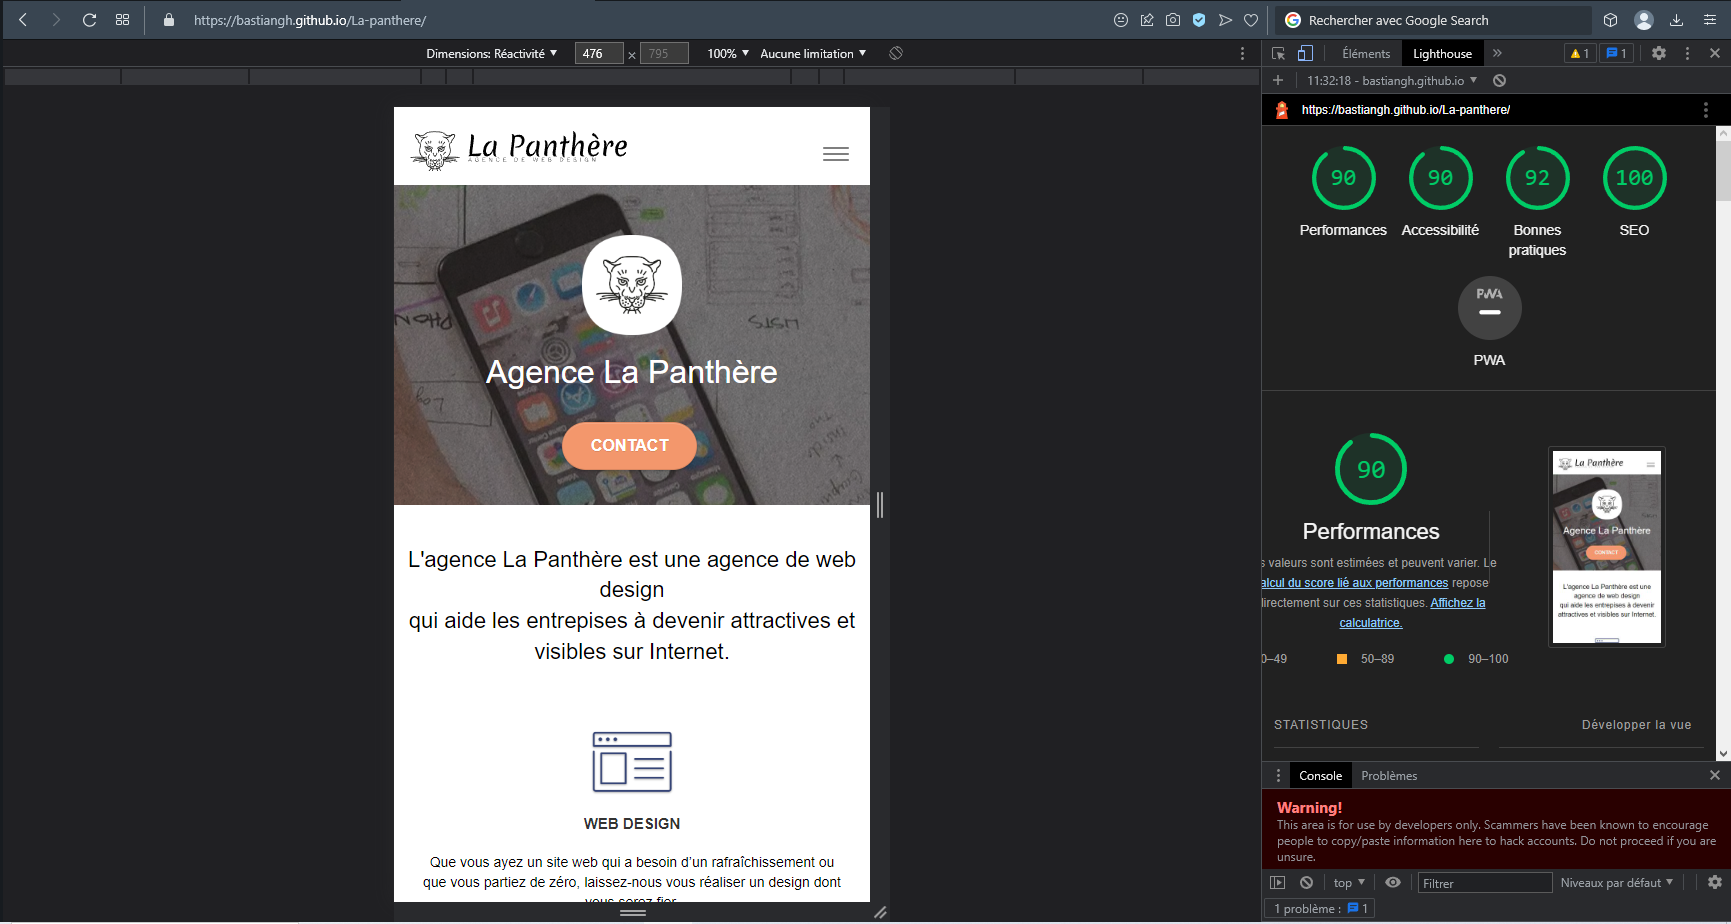 https://bastiangh.github.io/La-panthere/
Rechercher avec Google Search
Dimensions: Réactivité
476 × 795
100%
Aucune limitation
Éléments
Lighthouse
1
1
11:32:18 - bastiangh.github.io
https://bastiangh.github.io/La-panthere/
La Panthère
AGENCE DE WEB DESIGN
Agence La Panthère
CONTACT
L'agence La Panthère est une agence de web
design
qui aide les entrepises à devenir attractives et
visibles sur Internet.
WEB DESIGN
Que vous ayez un site web qui a besoin d'un rafraîchissement ou
que vous partiez de zéro, laissez-nous vous réaliser un design dont
vous serez fier
90
90
92
100
Performances
Accessibilité
Bonnes
pratiques
SEO
PWA
PWA
90
Performances
s valeurs sont estimées et peuvent varier. Le
alcul du score lié aux performances repose
directement sur ces statistiques. Affichez la
calculatrice.
0–49
50–89
90–100
La Panthère
Agence La Panthère
CONTACT
L'agence La Panthère est une
agence de web design
qui aide les entrepises à devenir
attractives et visibles sur Internet.
STATISTIQUES
Développer la vue
Console
Problèmes
Warning!
This area is for use by developers only. Scammers have been known to encourage
people to copy/paste information here to hack accounts. Do not proceed if you are
unsure.
top
Filtrer
Niveaux par défaut
1 problème : 1